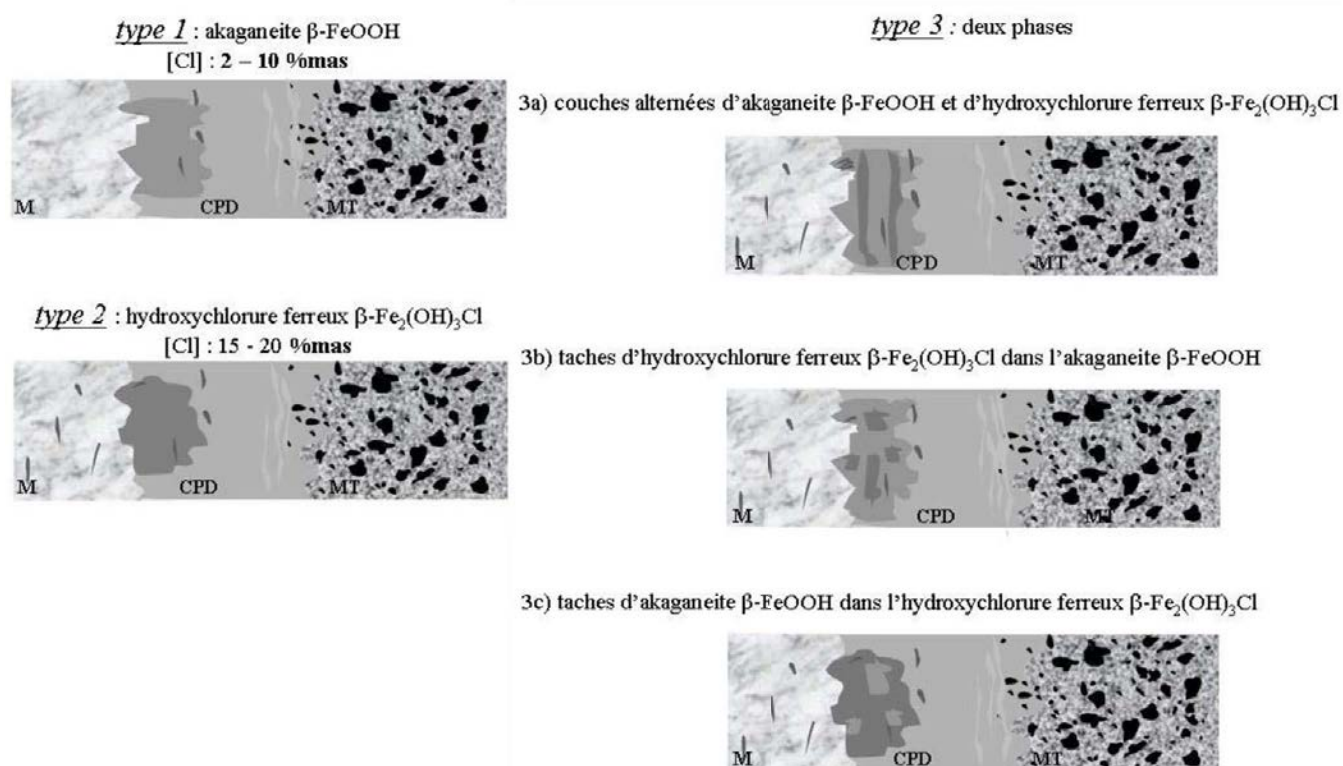 type 1 : akaganeite β-FeOOH
[Cl] : 2 – 10 %mas
M CPD MT
type 2 : hydroxychlorure ferreux β-Fe₂(OH)₃Cl
[Cl] : 15 - 20 %mas
M CPD MT
type 3 : deux phases
3a) couches alternées d'akaganeite β-FeOOH et d'hydroxychlorure ferreux β-Fe₂(OH)₃Cl
M CPD MT
3b) taches d'hydroxychlorure ferreux β-Fe₂(OH)₃Cl dans l'akaganeite β-FeOOH
M CPD MT
3c) taches d'akaganeite β-FeOOH dans l'hydroxychlorure ferreux β-Fe₂(OH)₃Cl
M CPD MT